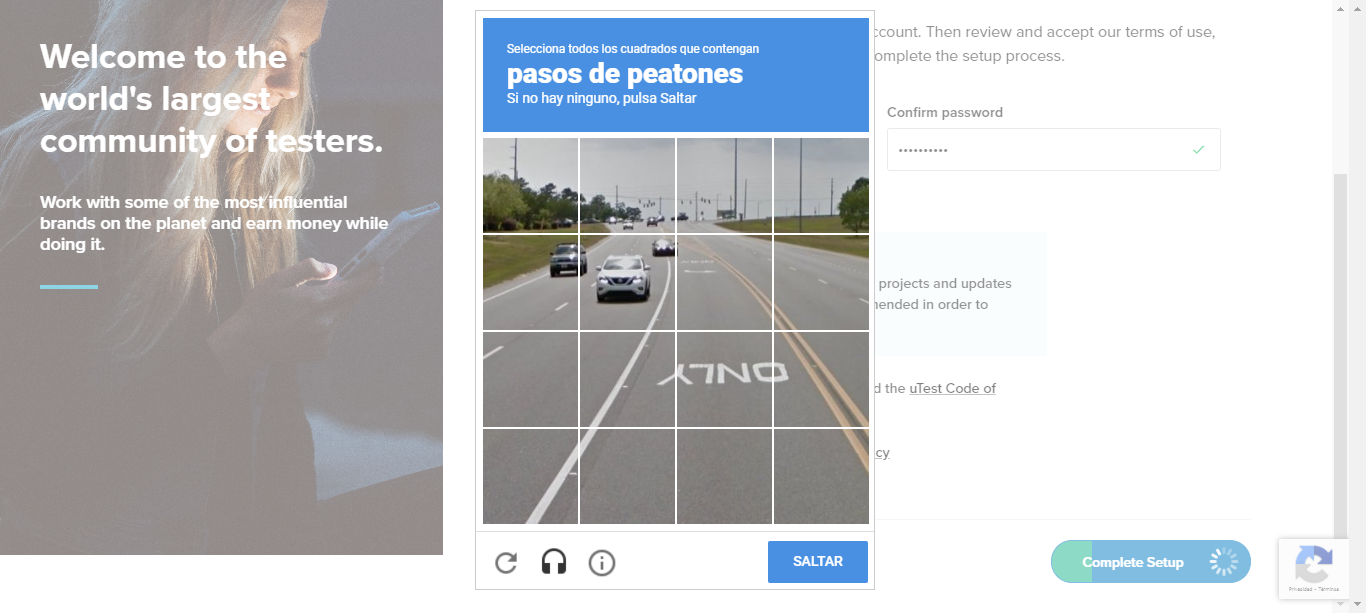 Welcome to the
world's largest
community of testers.
Work with some of the most influential
brands on the planet and earn money while
doing it.
Selecciona todos los cuadrados que contengan
pasos de peatones
Si no hay ninguno, pulsa Saltar
ONLY
SALTAR
ccount. Then review and accept our terms of use,
omplete the setup process.
Confirm password
projects and updates
ended in order to
d the uTest Code of
cy
Complete Setup
Privacidad - Términos